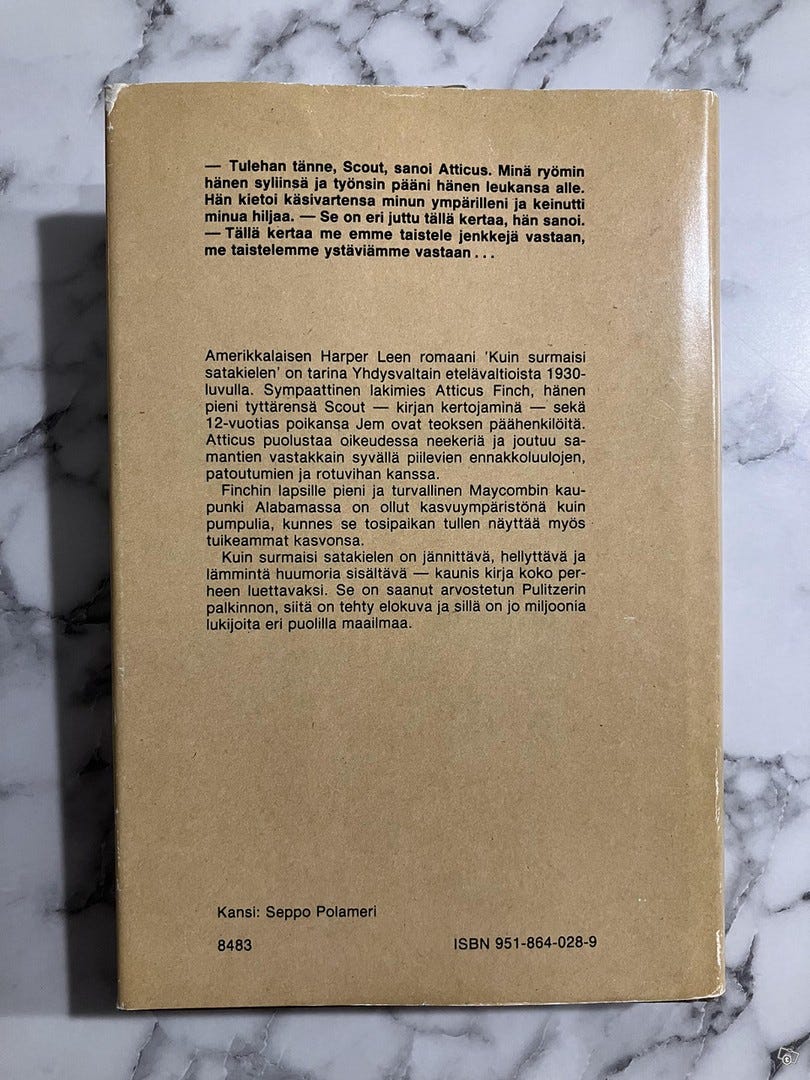 — Tulehan tänne, Scout, sanoi Atticus. Minä ryömin
hänen syliinsä ja työnsin pääni hänen leukansa alle.
Hän kietoi käsivartensa minun ympärilleni ja keinutti
minua hiljaa. — Se on eri juttu tällä kertaa, hän sanoi.
— Tällä kertaa me emme taistele jenkkejä vastaan,
me taistelemme ystäviämme vastaan . . .
Amerikkalaisen Harper Leen romaani 'Kuin surmaisi
satakielen' on tarina Yhdysvaltain etelävaltioista 1930-
luvulla. Sympaattinen lakimies Atticus Finch, hänen
pieni tyttärensä Scout — kirjan kertojaminä — sekä
12-vuotias poikansa Jem ovat teoksen päähenkilöitä.
Atticus puolustaa oikeudessa neekeriä ja joutuu sa-
mantien vastakkain syvällä piilevien ennakkoluulojen,
patoutumien ja rotuvihan kanssa.
Finchin lapsille pieni ja turvallinen Maycombin kau-
punki Alabamassa on ollut kasvuympäristönä kuin
pumpulia, kunnes se tosipaikan tullen näyttää myös
tuikeammat kasvonsa.
Kuin surmaisi satakielen on jännittävä, hellyttävä ja
lämmintä huumoria sisältävä — kaunis kirja koko per-
heen luettavaksi. Se on saanut arvostetun Pulitzerin
palkinnon, siitä on tehty elokuva ja sillä on jo miljoonia
lukijoita eri puolilla maailmaa.
Kansi: Seppo Polameri
8483
ISBN 951-864-028-9